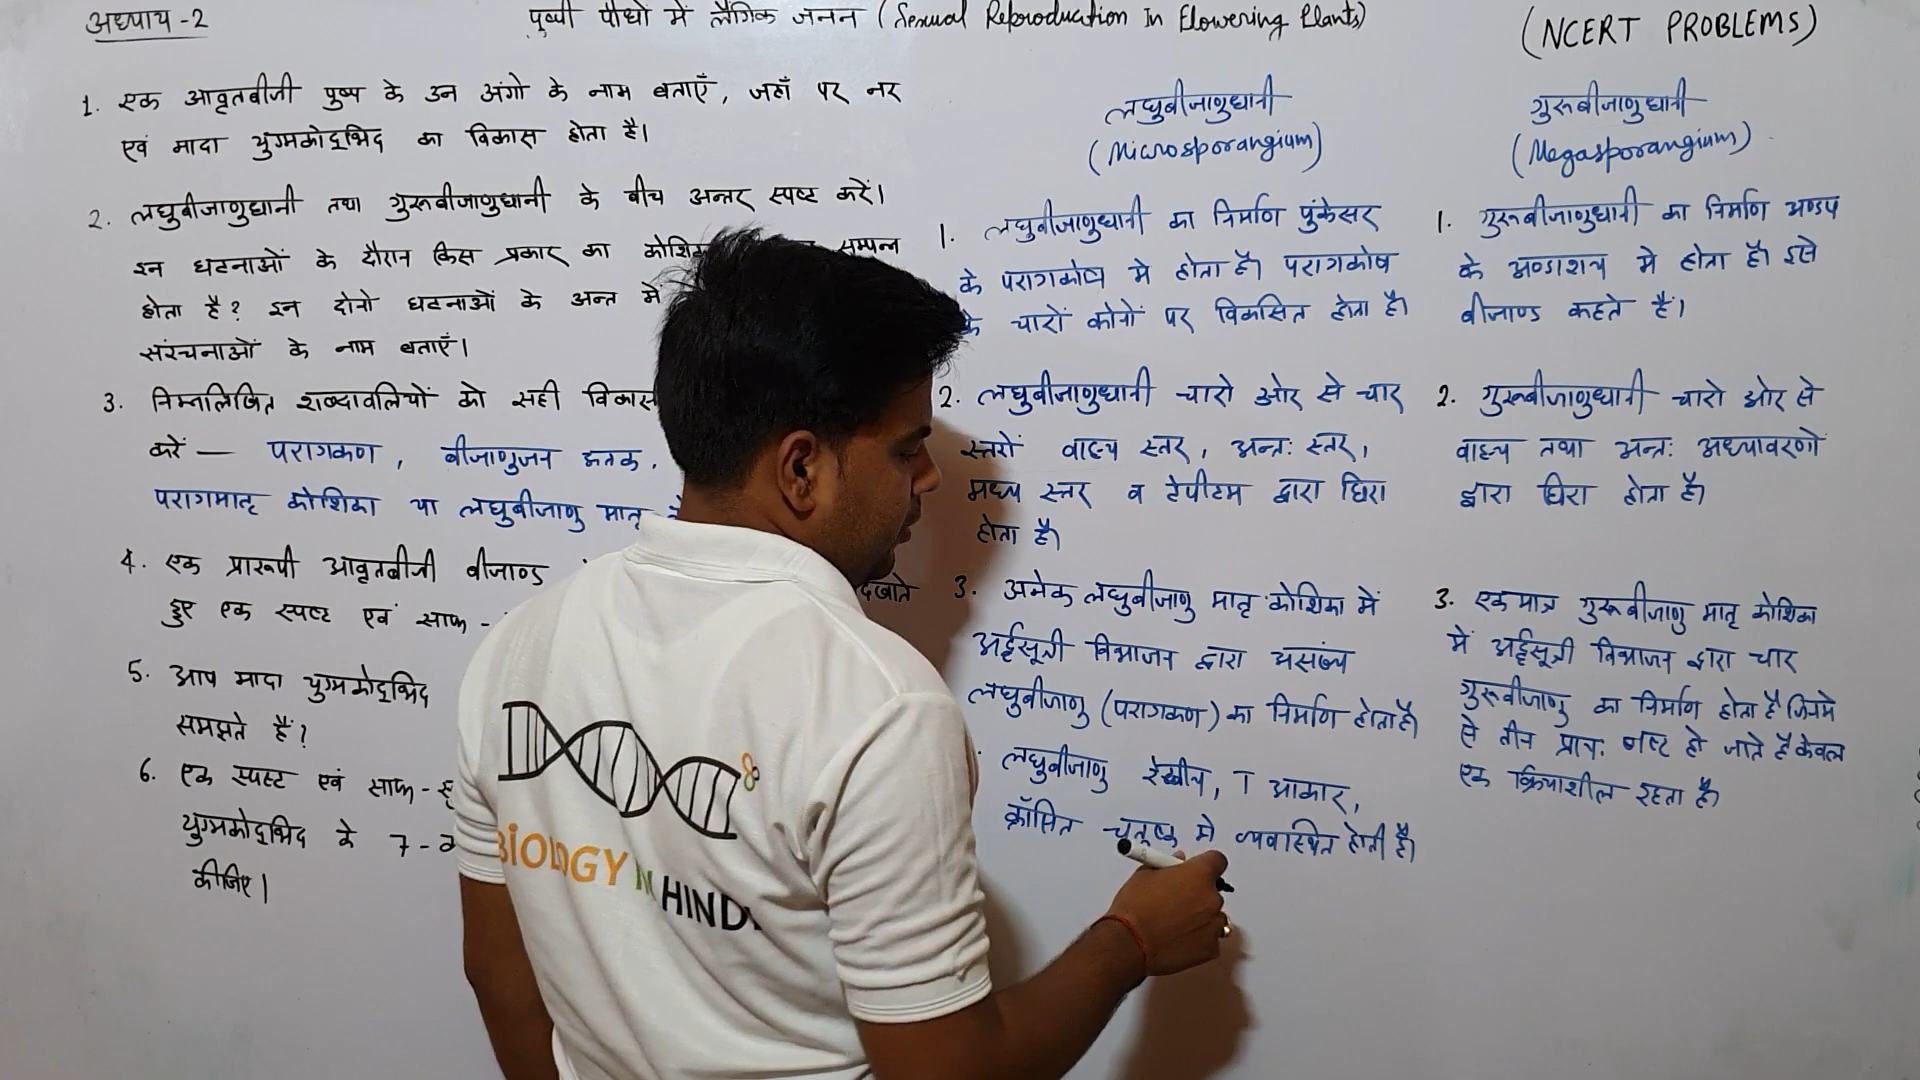 अध्याय -2
पुष्पी पौधों में लैंगिक जनन (Sexual Reproduction In Flowering Plants)
(NCERT PROBLEMS)
1. एक आवृतबीजी पुष्प के उन अंगो के नाम बताएँ, जहाँ पर नर
एवं मादा युग्मकोद्भिद का विकास होता है।
2. लघुबीजाणुधानी तथा गुरूबीजाणुधानी के बीच अन्तर स्पष्ट करें।
इन घटनाओं के दौरान किस प्रकार का सम्पन्न
होता है? इन दोनो घटनाओं के अन्त में
संरचनाओं के नाम बताएँ।
3. निम्नलिखित शब्दावलियों को सही विकास
करें — परागकण, बीजाणुजन ऊतक,
परागमातृ कोशिका या लघुबीजाणु मातृ
4. एक प्रारूपी आवृतबीजी बीजाण्ड
हुए एक स्पष्ट एवं साफ -
5. आप मादा युग्मकोद्भिद
समझते हैं?
6. एक स्पष्ट एवं साफ -
युग्मकोद्भिद के 7 -
कीजिए।
लघुबीजाणुधानी
(Microsporangium)
1. लघुबीजाणुधानी का निर्माण पुंकेसर
के परागकोष मे होता है। परागकोष
के चारों कोनों पर विकसित होता है।
2. लघुबीजाणुधानी चारो ओर से चार
स्तरों वाह्य स्तर, अन्तः स्तर,
मध्य स्तर व टेपीटम द्वारा घिरा
होता है।
3. अनेक लघुबीजाणु मातृ कोशिका में
अर्द्धसूत्री विभाजन द्वारा असंख्य
लघुबीजाणु (परागकण) का निर्माण होता है।
लघुबीजाणु रेखीय, T आकार,
क्रॉसित चतुष्क मे व्यवस्थित होती है।
गुरूबीजाणुधानी
(Megasporangium)
1. गुरूबीजाणुधानी का निर्माण अण्डप
के अण्डाशय मे होता है। इसे
बीजाण्ड कहते है।
2. गुरूबीजाणुधानी चारो ओर से
वाह्य तथा अन्तः अध्यावरणो
द्वारा घिरा होता है।
3. एकमात्र गुरूबीजाणु मातृ कोशिका
में अर्द्धसूत्री विभाजन द्वारा चार
गुरूबीजाणु का निर्माण होता है जिनमे
से तीन प्रायः नष्ट हो जाते है केवल
एक क्रियाशील रहता है।
BIOLOGY IN HINDI